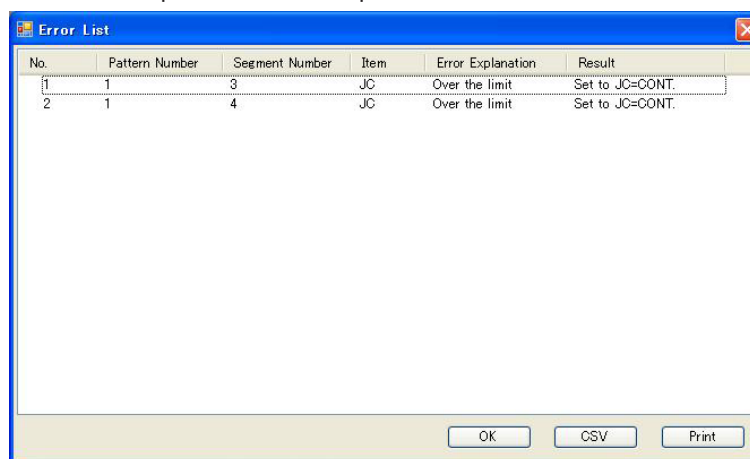 Error List
No. Pattern Number Segment Number Item Error Explanation Result
1 1 3 JC Over the limit Set to JC=CONT.
2 1 4 JC Over the limit Set to JC=CONT.
OK CSV Print